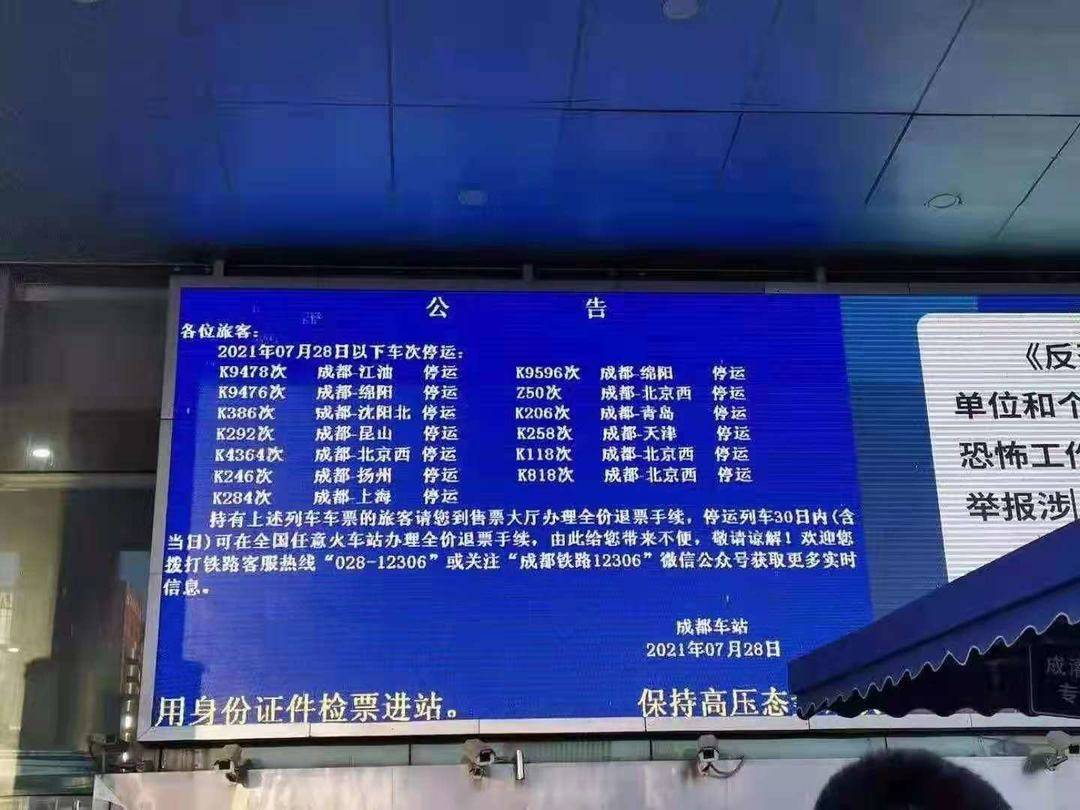 公 告
各位旅客：
2021年07月28日以下车次停运：
K9478次 成都-江油 停运 K9596次 成都-绵阳 停运
K9476次 成都-绵阳 停运 Z50次 成都-北京西 停运
K386次 成都-沈阳北 停运 K206次 成都-青岛 停运
K292次 成都-昆山 停运 K258次 成都-天津 停运
K4364次 成都-北京西 停运 K118次 成都-北京西 停运
K246次 成都-扬州 停运 K818次 成都-北京西 停运
K284次 成都-上海 停运
持有上述列车车票的旅客请您到售票大厅办理全价退票手续，停运列车30日内(含
当日)可在全国任意火车站办理全价退票手续，由此给您带来不便，敬请谅解！欢迎您
拨打铁路客服热线“028-12306”或关注“成都铁路12306”微信公众号获取更多实时
信息。
成都车站
2021年07月28日
用身份证件检票进站。 保持高压态
《反
单位和个
恐怖工作
举报涉
成
专